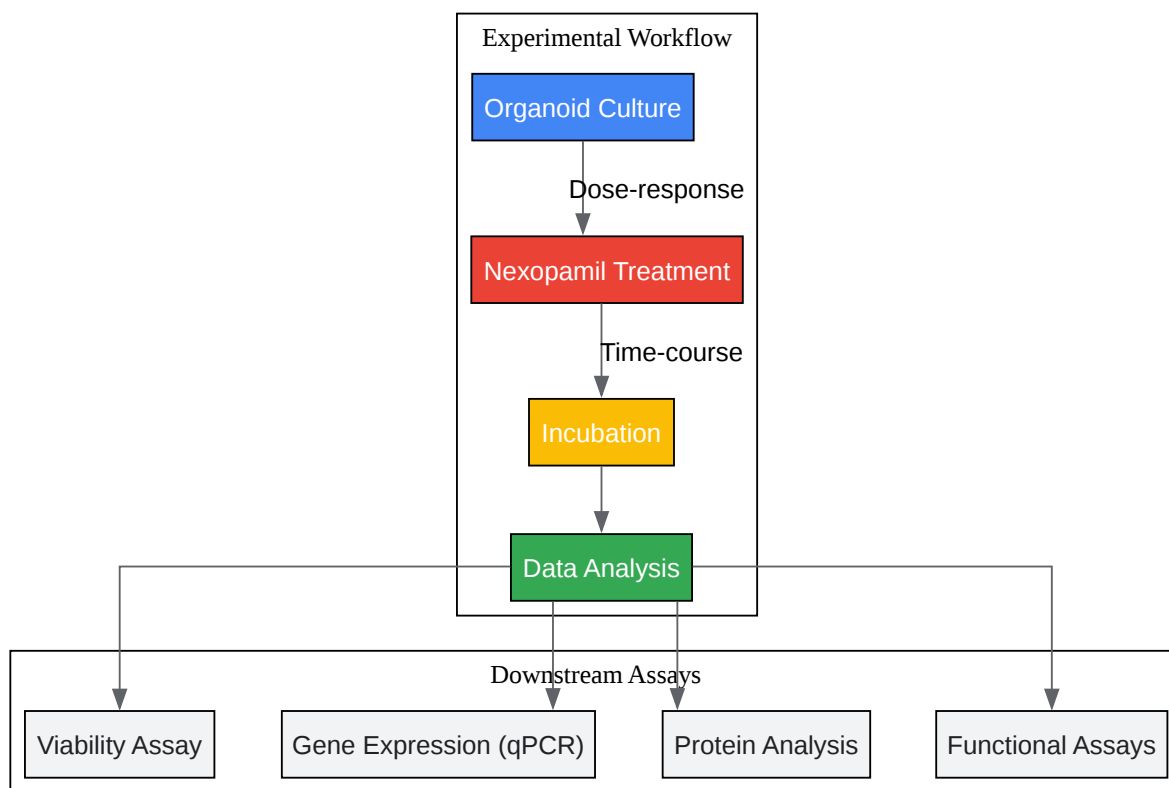 Experimental Workflow
Organoid Culture
Dose-response
Nexopamil Treatment
Time-course
Incubation
Data Analysis
Downstream Assays
Viability Assay
Gene Expression (qPCR)
Protein Analysis
Functional Assays